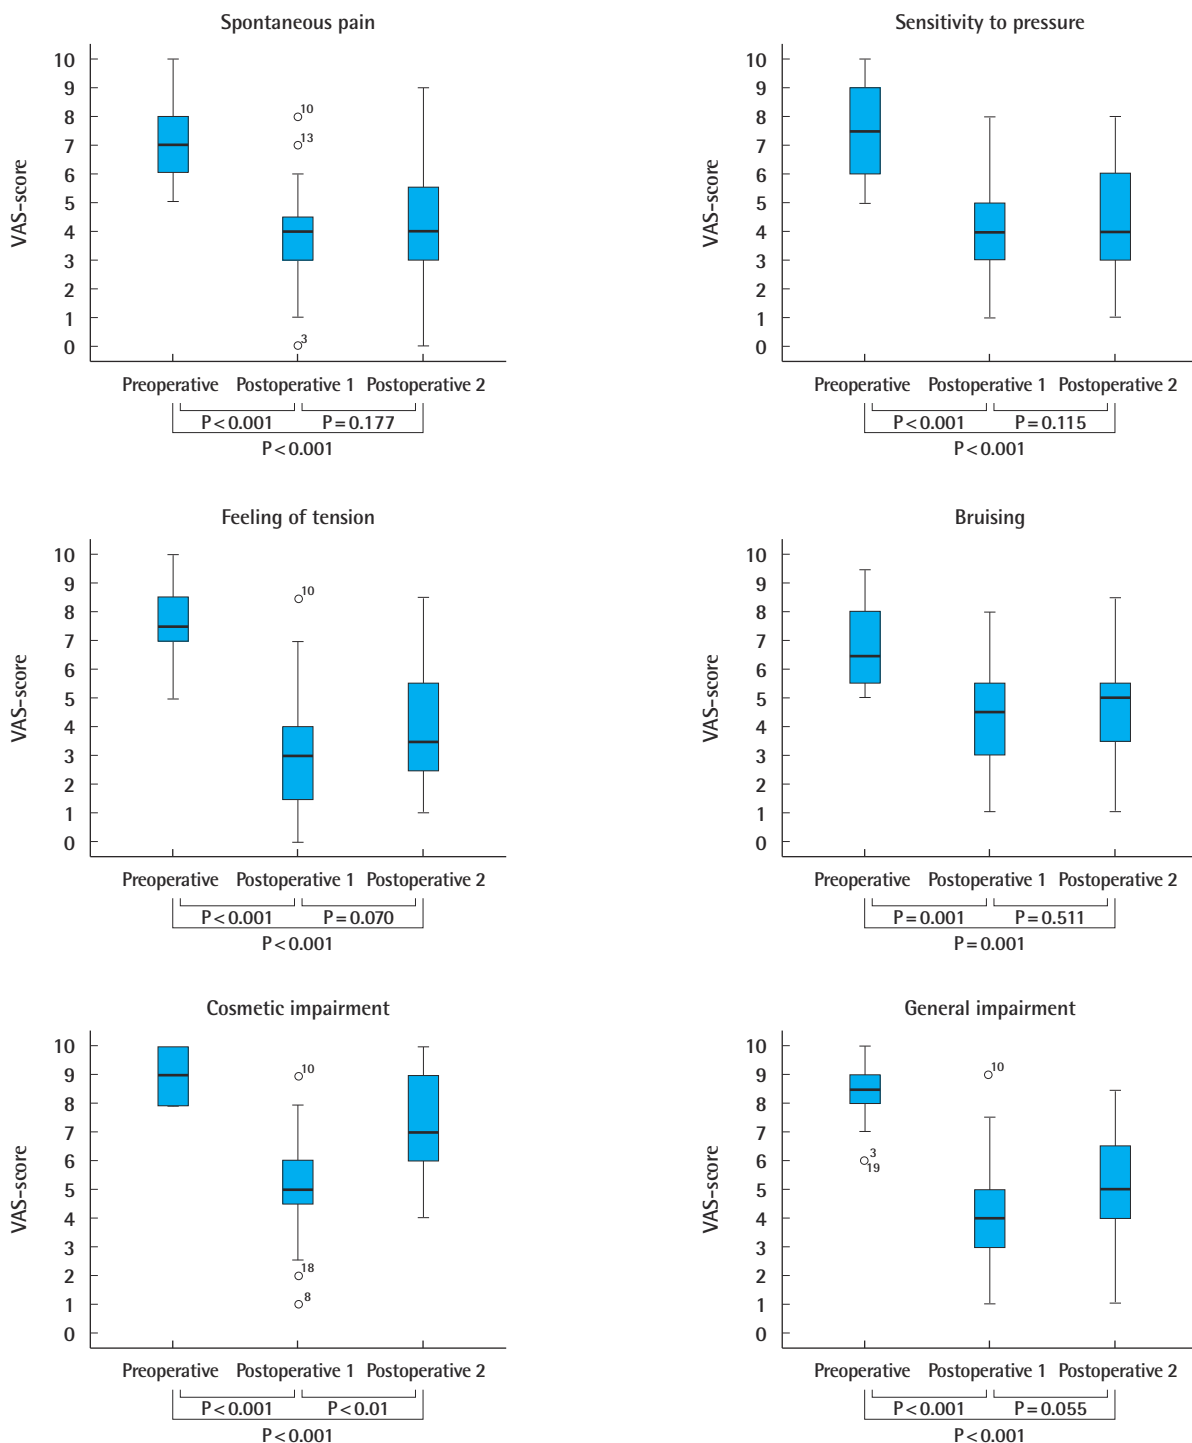 Spontaneous pain
VAS-score
10
9
8
7
6
5
4
3
2
1
0
10
13
3
Preoperative Postoperative 1 Postoperative 2
P < 0.001 P = 0.177
P < 0.001
Sensitivity to pressure
VAS-score
10
9
8
7
6
5
4
3
2
1
0
Preoperative Postoperative 1 Postoperative 2
P < 0.001 P = 0.115
P < 0.001
Feeling of tension
VAS-score
10
9
8
7
6
5
4
3
2
1
0
10
Preoperative Postoperative 1 Postoperative 2
P < 0.001 P = 0.070
P < 0.001
Bruising
VAS-score
10
9
8
7
6
5
4
3
2
1
0
Preoperative Postoperative 1 Postoperative 2
P = 0.001 P = 0.511
P = 0.001
Cosmetic impairment
VAS-score
10
9
8
7
6
5
4
3
2
1
0
10
18
8
Preoperative Postoperative 1 Postoperative 2
P < 0.001 P < 0.01
P < 0.001
General impairment
VAS-score
10
9
8
7
6
5
4
3
2
1
0
3
19
10
Preoperative Postoperative 1 Postoperative 2
P < 0.001 P = 0.055
P < 0.001